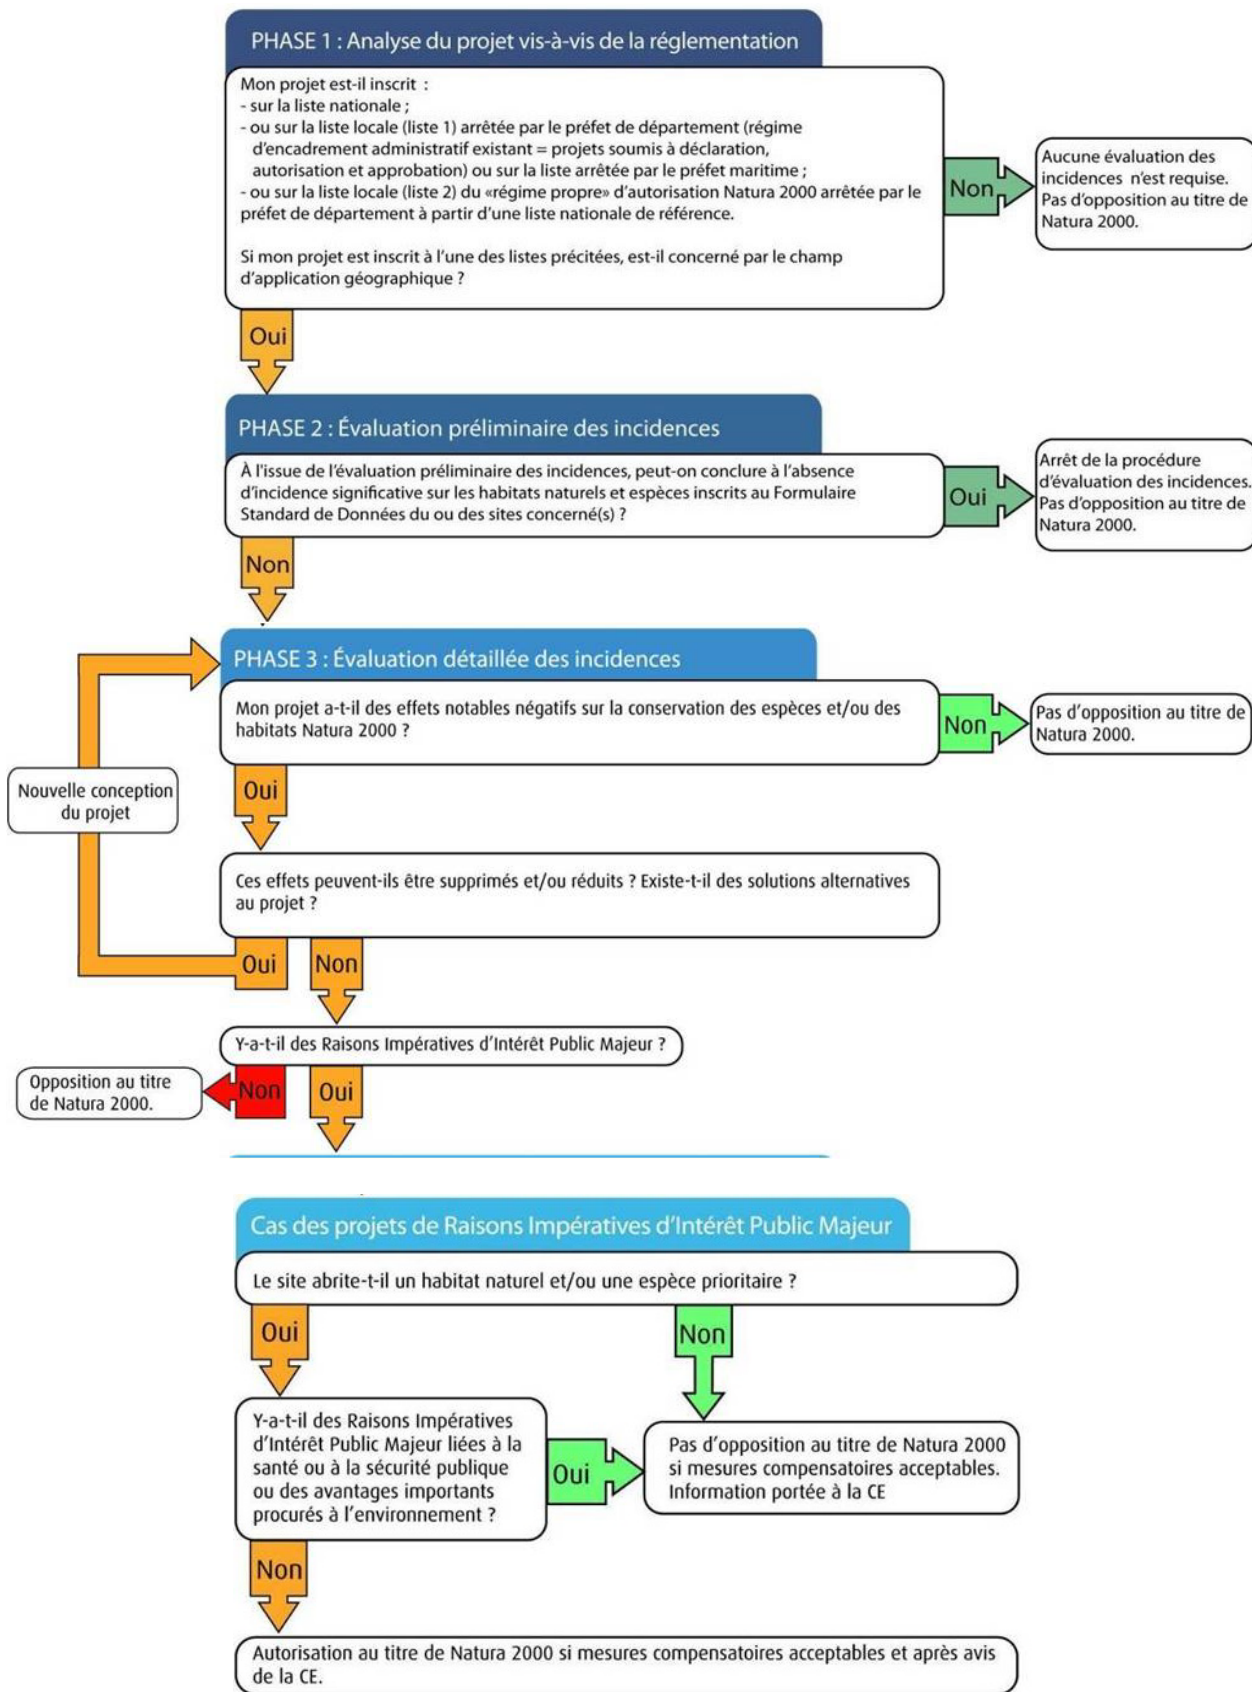 PHASE 1 : Analyse du projet vis-à-vis de la réglementation
Mon projet est-il inscrit :
- sur la liste nationale ;
- ou sur la liste locale (liste 1) arrêtée par le préfet de département (régime
d'encadrement administratif existant = projets soumis à déclaration,
autorisation et approbation) ou sur la liste arrêtée par le préfet maritime ;
- ou sur la liste locale (liste 2) du «régime propre» d'autorisation Natura 2000 arrêtée par le
préfet de département à partir d'une liste nationale de référence.
Si mon projet est inscrit à l'une des listes précitées, est-il concerné par le champ
d'application géographique ?
Non
Aucune évaluation des
incidences n'est requise.
Pas d'opposition au titre de
Natura 2000.
Oui
PHASE 2 : Évaluation préliminaire des incidences
À l'issue de l'évaluation préliminaire des incidences, peut-on conclure à l'absence
d'incidence significative sur les habitats naturels et espèces inscrits au Formulaire
Standard de Données du ou des sites concerné(s) ?
Oui
Arrêt de la procédure
d'évaluation des incidences.
Pas d'opposition au titre de
Natura 2000.
Non
PHASE 3 : Évaluation détaillée des incidences
Mon projet a-t-il des effets notables négatifs sur la conservation des espèces et/ou des
habitats Natura 2000 ?
Non
Pas d'opposition au titre de
Natura 2000.
Oui
Nouvelle conception
du projet
Ces effets peuvent-ils être supprimés et/ou réduits ? Existe-t-il des solutions alternatives
au projet ?
Oui
Non
Y-a-t-il des Raisons Impératives d'Intérêt Public Majeur ?
Opposition au titre
de Natura 2000.
Non
Oui
Cas des projets de Raisons Impératives d'Intérêt Public Majeur
Le site abrite-t-il un habitat naturel et/ou une espèce prioritaire ?
Oui
Non
Y-a-t-il des Raisons Impératives
d'Intérêt Public Majeur liées à la
santé ou à la sécurité publique
ou des avantages importants
procurés à l'environnement ?
Oui
Pas d'opposition au titre de Natura 2000
si mesures compensatoires acceptables.
Information portée à la CE
Non
Autorisation au titre de Natura 2000 si mesures compensatoires acceptables et après avis
de la CE.